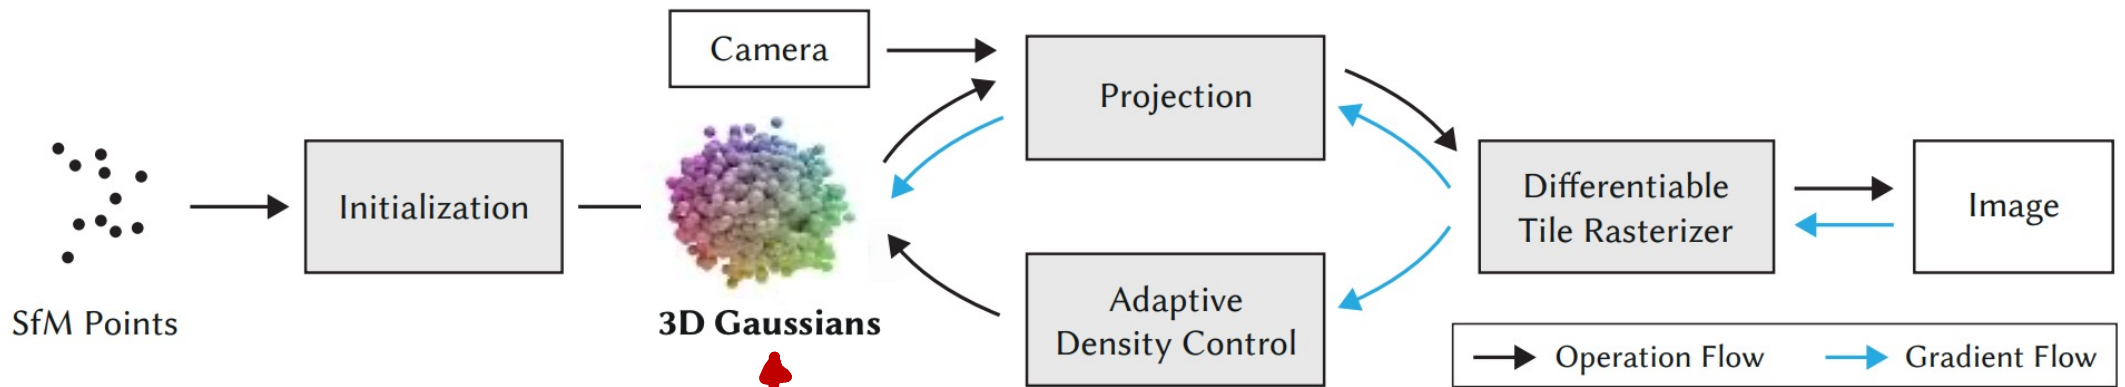 Camera
Projection
Initialization
Differentiable
Tile Rasterizer
Image
SfM Points
3D Gaussians
Adaptive
Density Control
Operation Flow
Gradient Flow